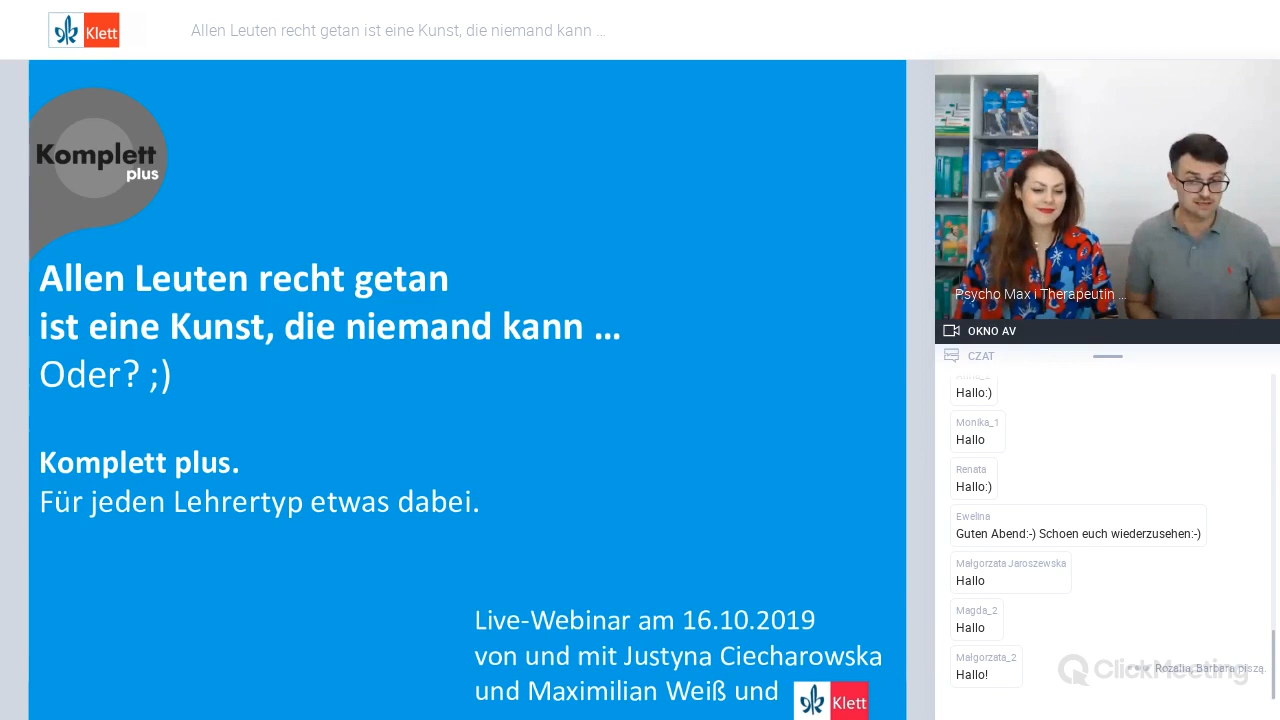 Klett
Allen Leuten recht getan ist eine Kunst, die niemand kann ...
Komplett
plus
Allen Leuten recht getan
ist eine Kunst, die niemand kann ...
Oder? ;)
Komplett plus.
Für jeden Lehrertyp etwas dabei.
Live-Webinar am 16.10.2019
von und mit Justyna Ciecharowska
und Maximilian Weiß und
Klett
Psycho Max i Therapeutin ...
OKNO AV
CZAT
Hallo:)
Monika_1
Hallo
Renata
Hallo:)
Ewelina
Guten Abend:-) Schoen euch wiederzusehen:-)
Małgorzata Jaroszewska
Hallo
Magda_2
Hallo
Małgorzata_2
Hallo!
ClickMeeting
Rozalia, Barbara piszą.